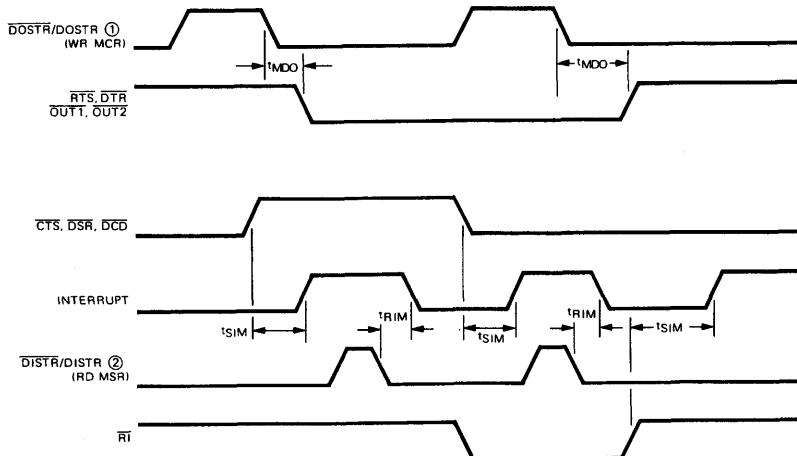 DOSTR/DOSTR ①
(WR MCR)
tMDO
tMDO
RTS, DTR
OUT1, OUT2
CTS, DSR, DCD
INTERRUPT
tSIM
tRIM
tSIM
tRIM
tSIM
DISTR/DISTR ②
(RD MSR)
RI